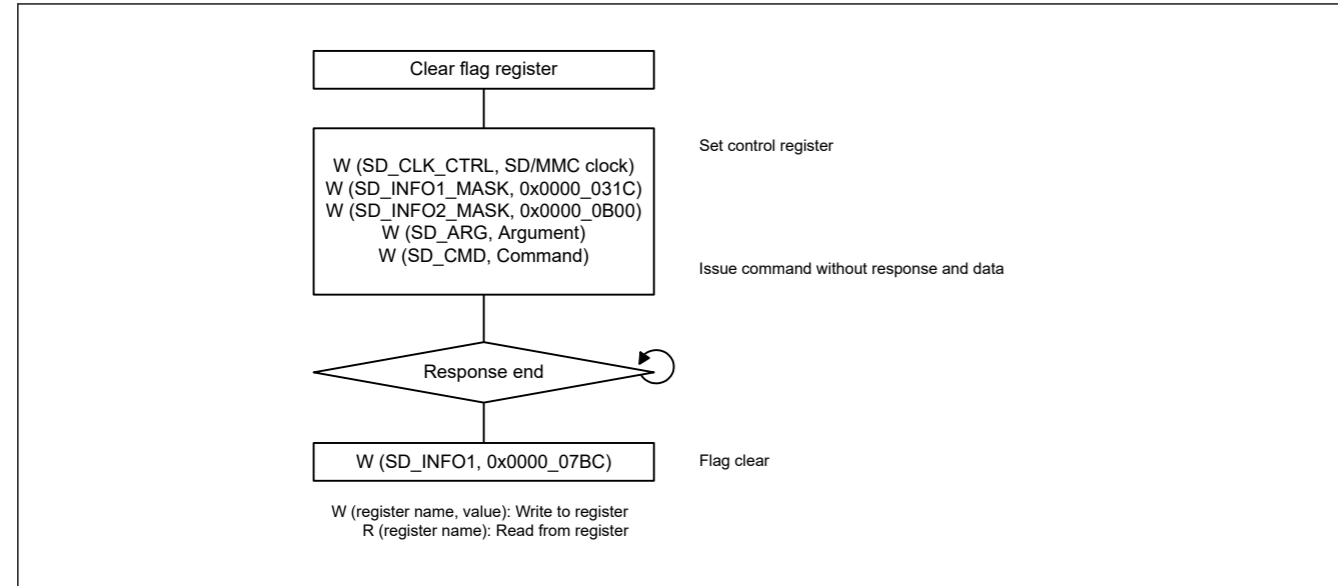 Clear flag register
Set control register
W (SD_CLK_CTRL, SD/MMC clock)
W (SD_INFO1_MASK, 0x0000_031C)
W (SD_INFO2_MASK, 0x0000_0B00)
W (SD_ARG, Argument)
W (SD_CMD, Command)
Issue command without response and data
Response end
W (SD_INFO1, 0x0000_07BC)
Flag clear
W (register name, value): Write to register
R (register name): Read from register